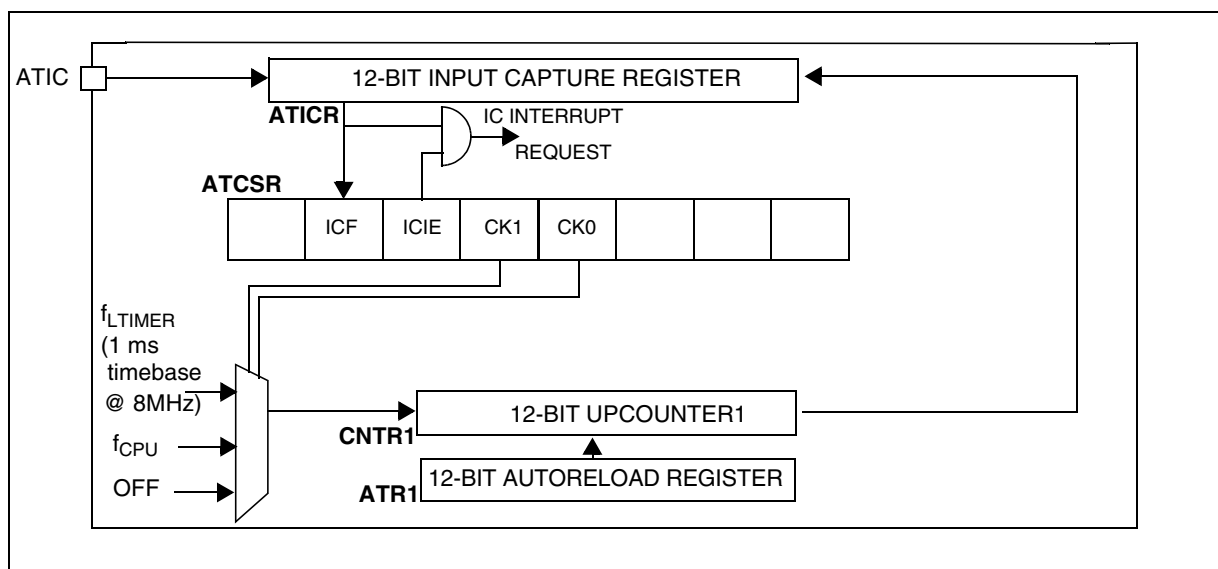 ATIC
12-BIT INPUT CAPTURE REGISTER
ATICR
IC INTERRUPT
REQUEST
ATCSR
ICF
ICIE
CK1
CK0
fLTIMER
(1 ms
timebase
@ 8MHz)
fCPU
OFF
12-BIT UPCOUNTER1
CNTR1
12-BIT AUTORELOAD REGISTER
ATR1